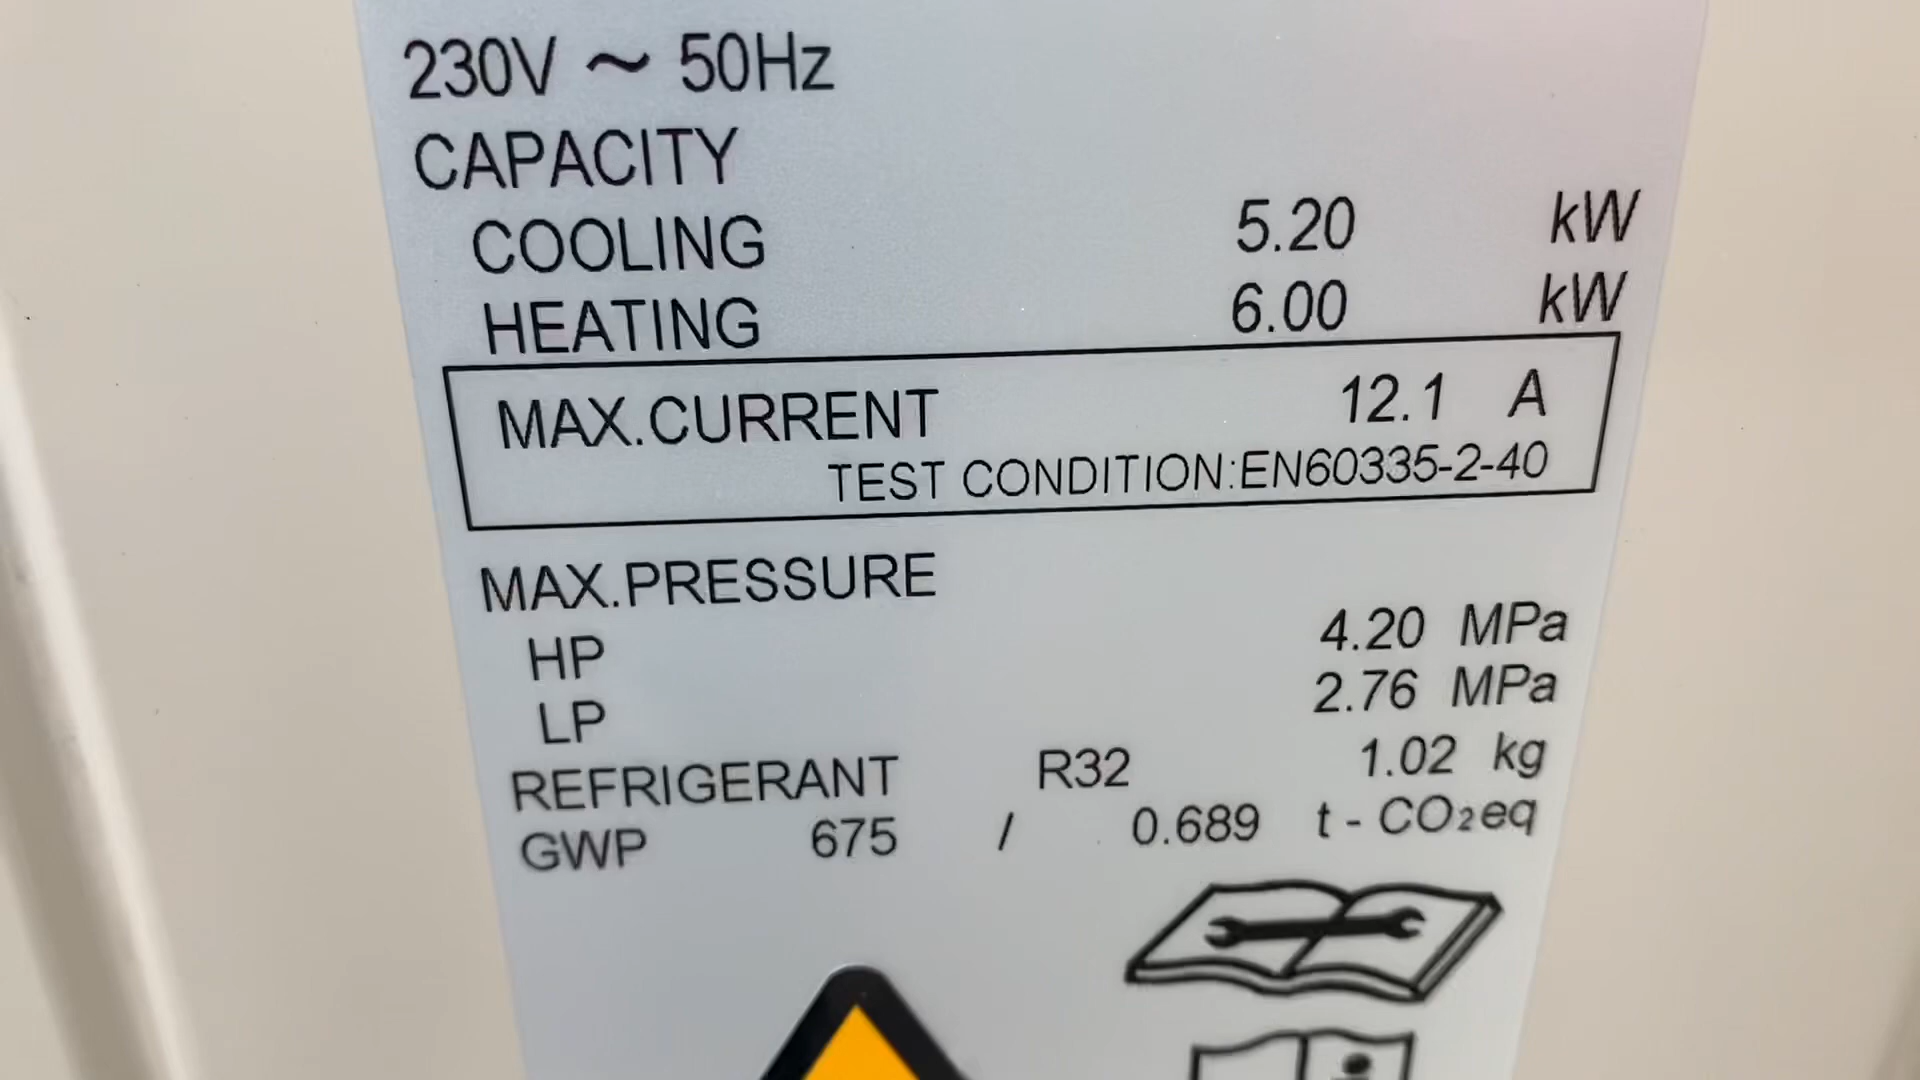 230V ~ 50Hz
CAPACITY
COOLING 5.20 kW
HEATING 6.00 kW
MAX.CURRENT 12.1 A
TEST CONDITION:EN60335-2-40
MAX.PRESSURE
HP 4.20 MPa
LP 2.76 MPa
REFRIGERANT R32 1.02 kg
GWP 675 / 0.689 t - CO₂eq